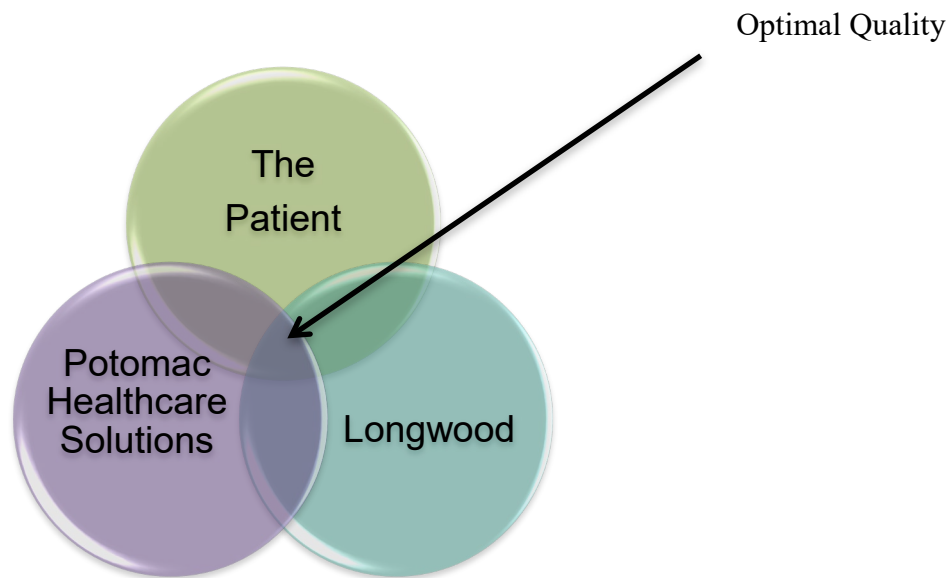 Optimal Quality
The
Patient
Potomac
Healthcare
Solutions
Longwood